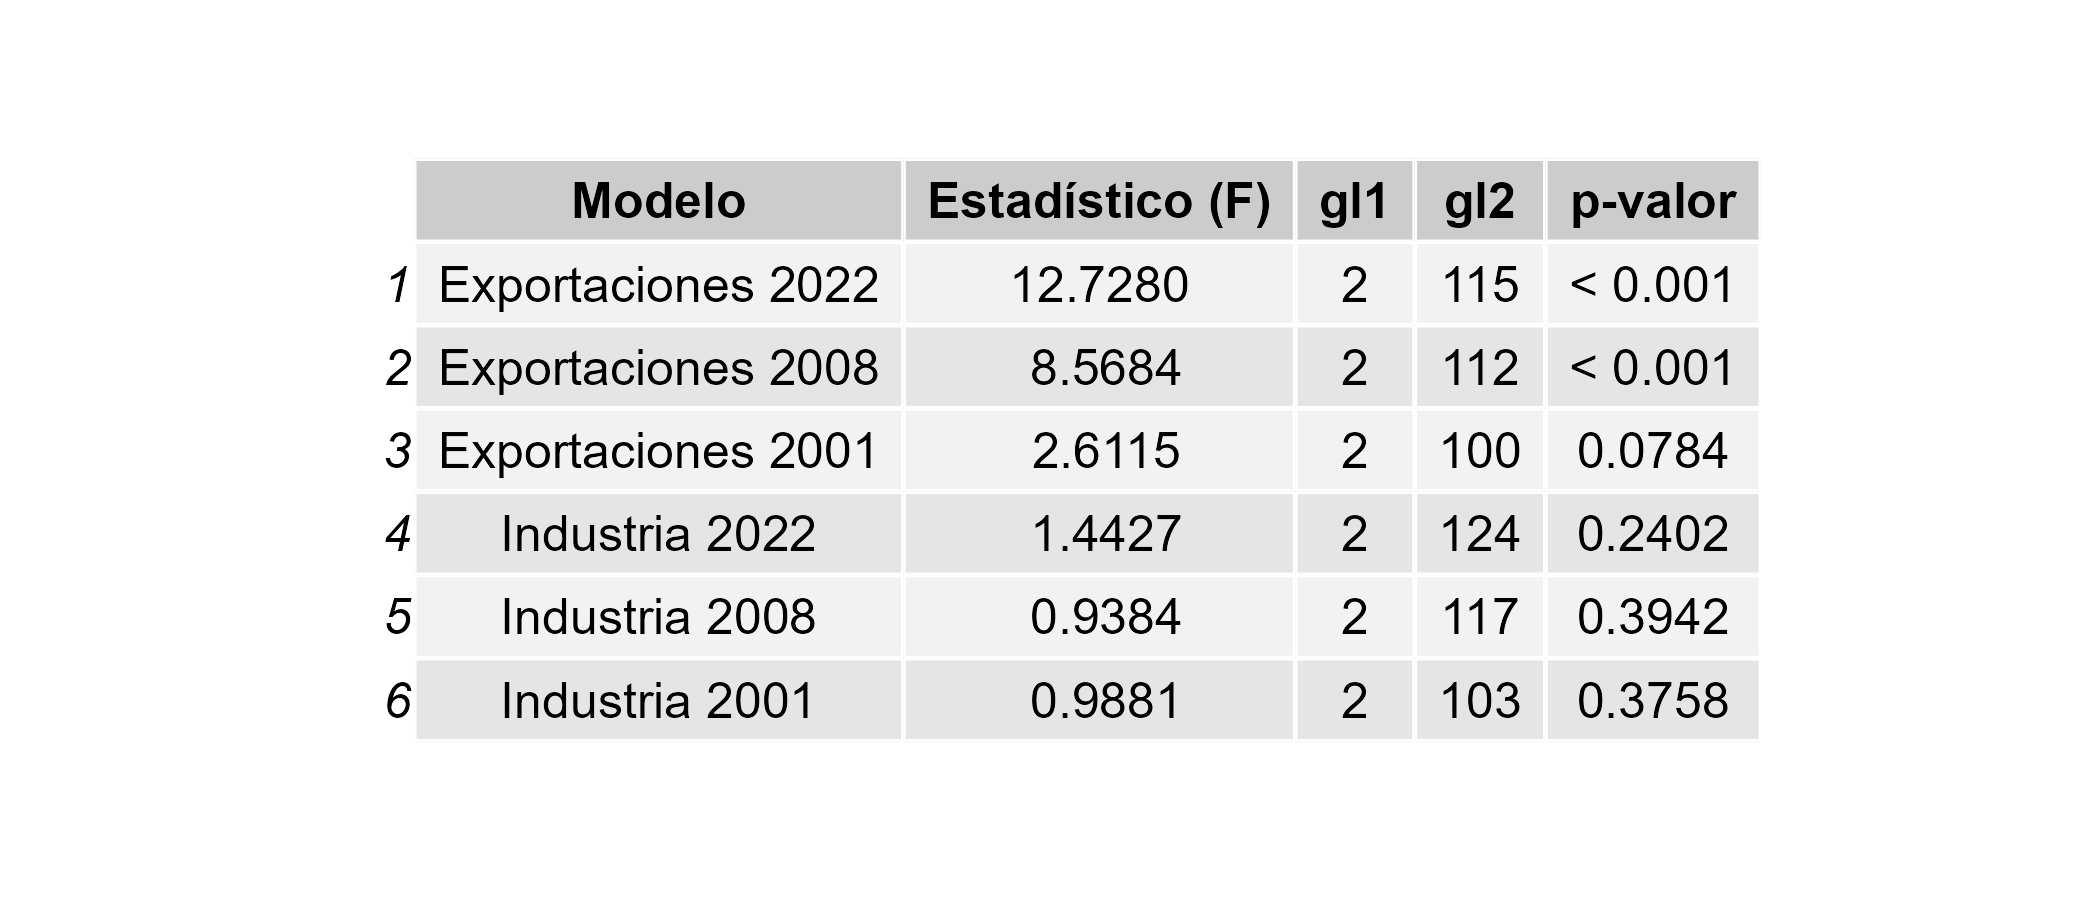 Modelo Estadístico (F) gl1 gl2 p-valor
1 Exportaciones 2022 12.7280 2 115 < 0.001
2 Exportaciones 2008 8.5684 2 112 < 0.001
3 Exportaciones 2001 2.6115 2 100 0.0784
4 Industria 2022 1.4427 2 124 0.2402
5 Industria 2008 0.9384 2 117 0.3942
6 Industria 2001 0.9881 2 103 0.3758